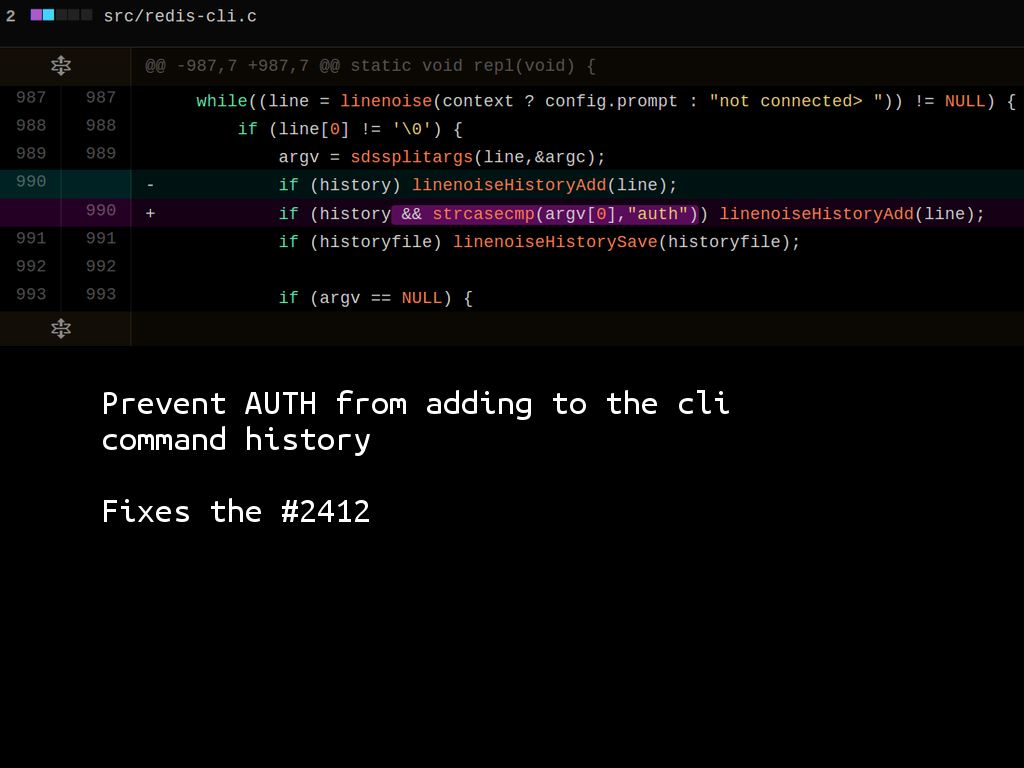 2 src/redis-cli.c
@@ -987,7 +987,7 @@ static void repl(void) {
987 987 while((line = linenoise(context ? config.prompt : "not connected> ")) != NULL) {
988 988 if (line[0] != '\0') {
989 989 argv = sdssplitargs(line,&argc);
990 - if (history) linenoiseHistoryAdd(line);
990 + if (history && strcasecmp(argv[0],"auth")) linenoiseHistoryAdd(line);
991 991 if (historyfile) linenoiseHistorySave(historyfile);
992 992
993 993 if (argv == NULL) {
Prevent AUTH from adding to the cli
command history
Fixes the #2412